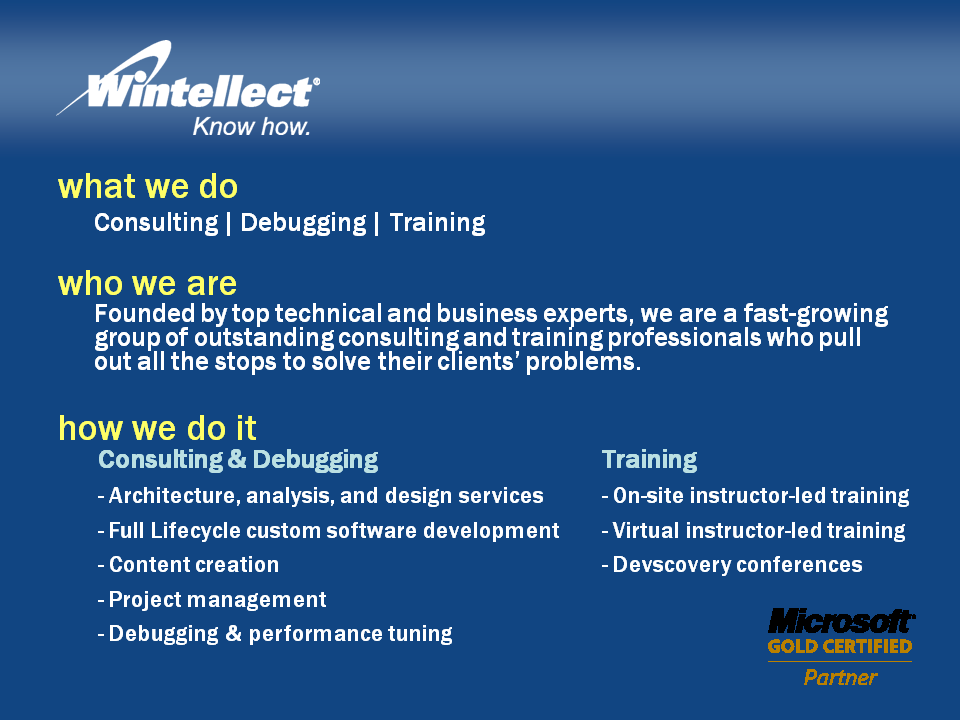 Wintellect®
Know how.
what we do
Consulting | Debugging | Training
who we are
Founded by top technical and business experts, we are a fast-growing
group of outstanding consulting and training professionals who pull
out all the stops to solve their clients’ problems.
how we do it
Consulting & Debugging
- Architecture, analysis, and design services
- Full Lifecycle custom software development
- Content creation
- Project management
- Debugging & performance tuning
Training
- On-site instructor-led training
- Virtual instructor-led training
- Devscovery conferences
Microsoft
GOLD CERTIFIED
Partner